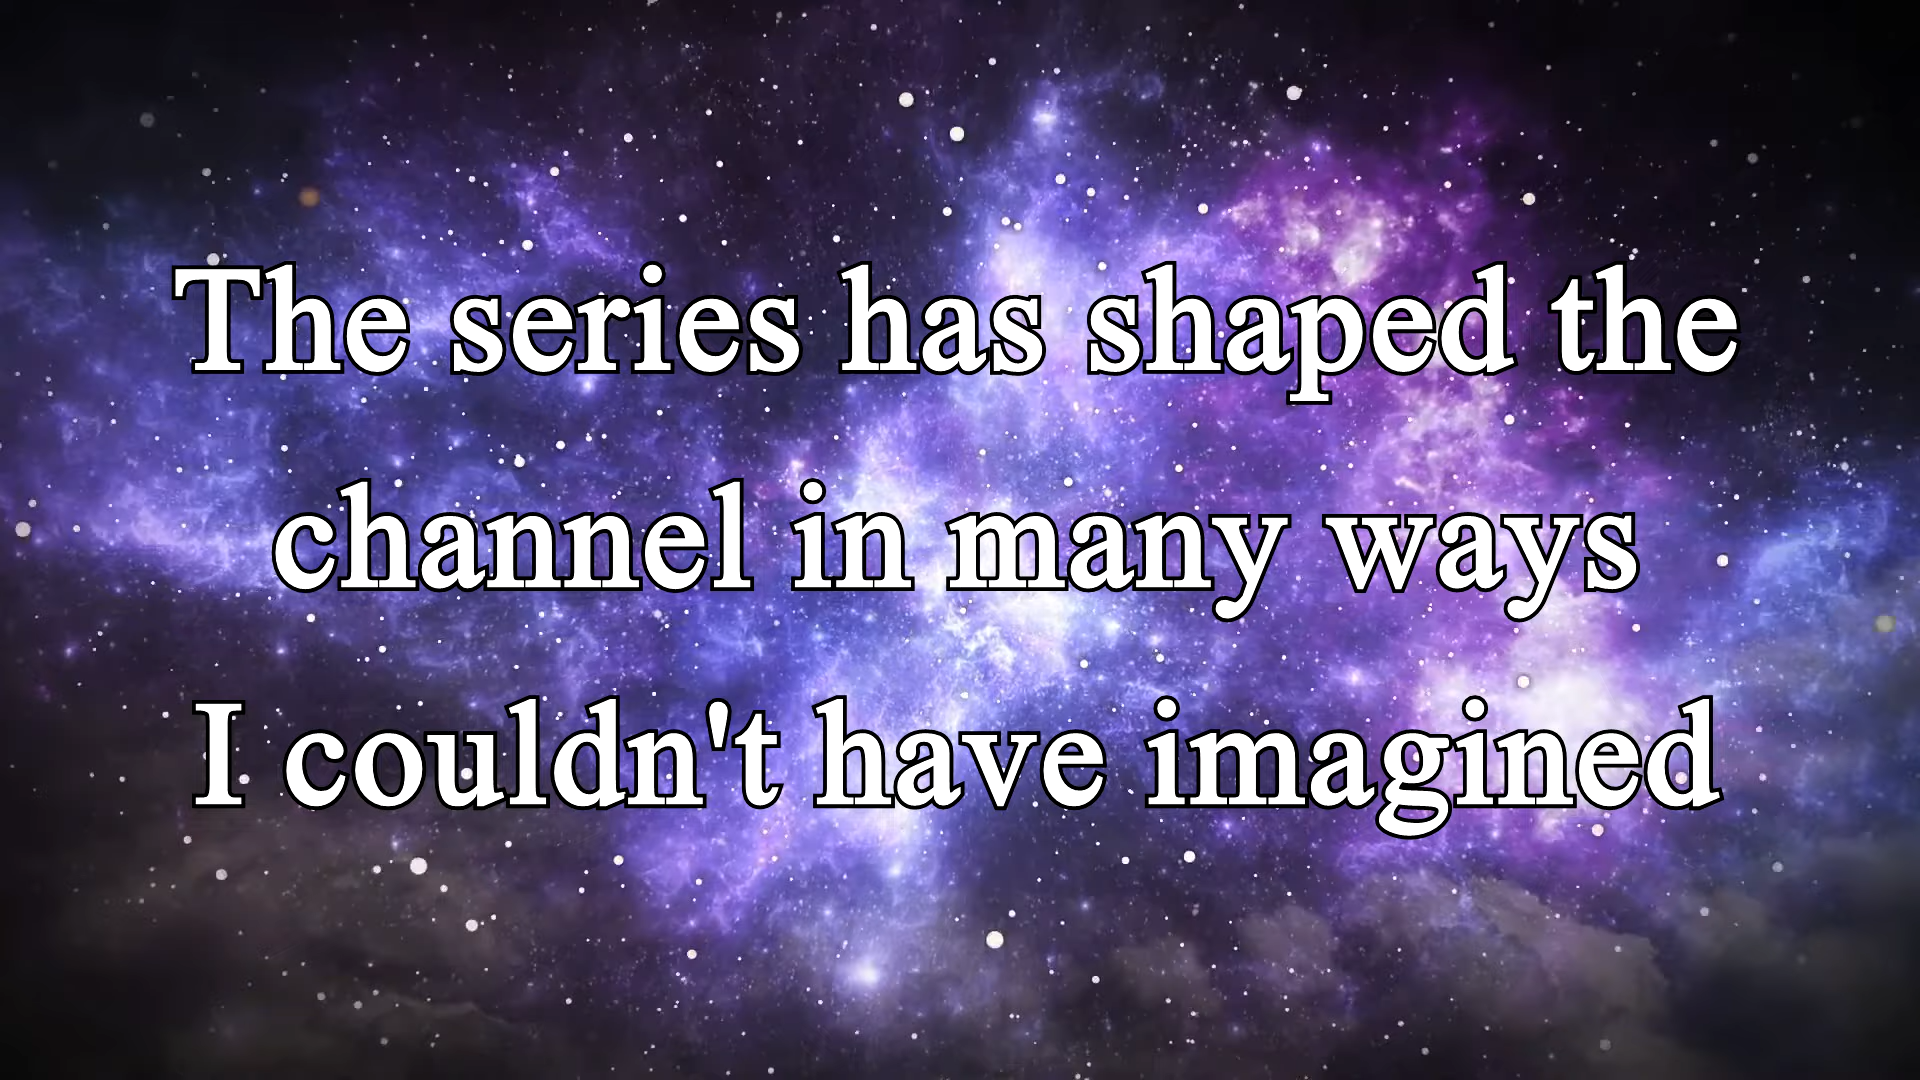 The series has shaped the
channel in many ways
I couldn't have imagined